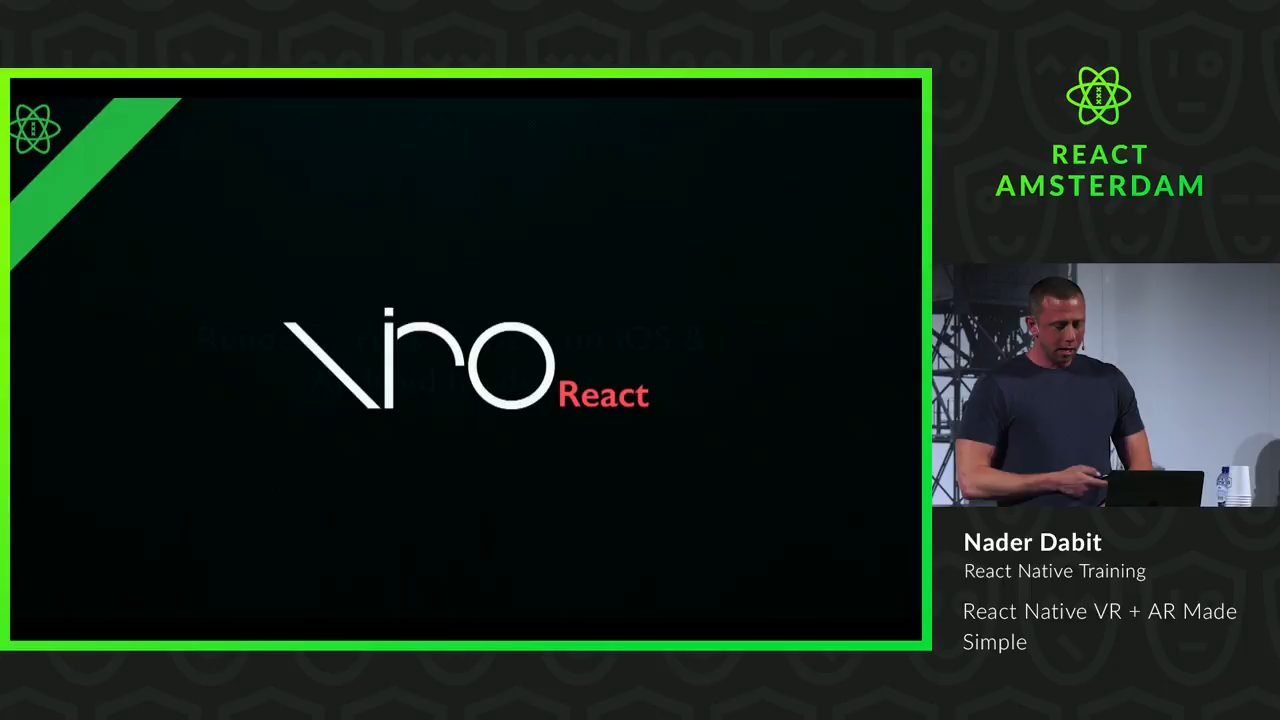 Viro
React
REACT
AMSTERDAM
Nader Dabit
React Native Training
React Native VR + AR Made
Simple